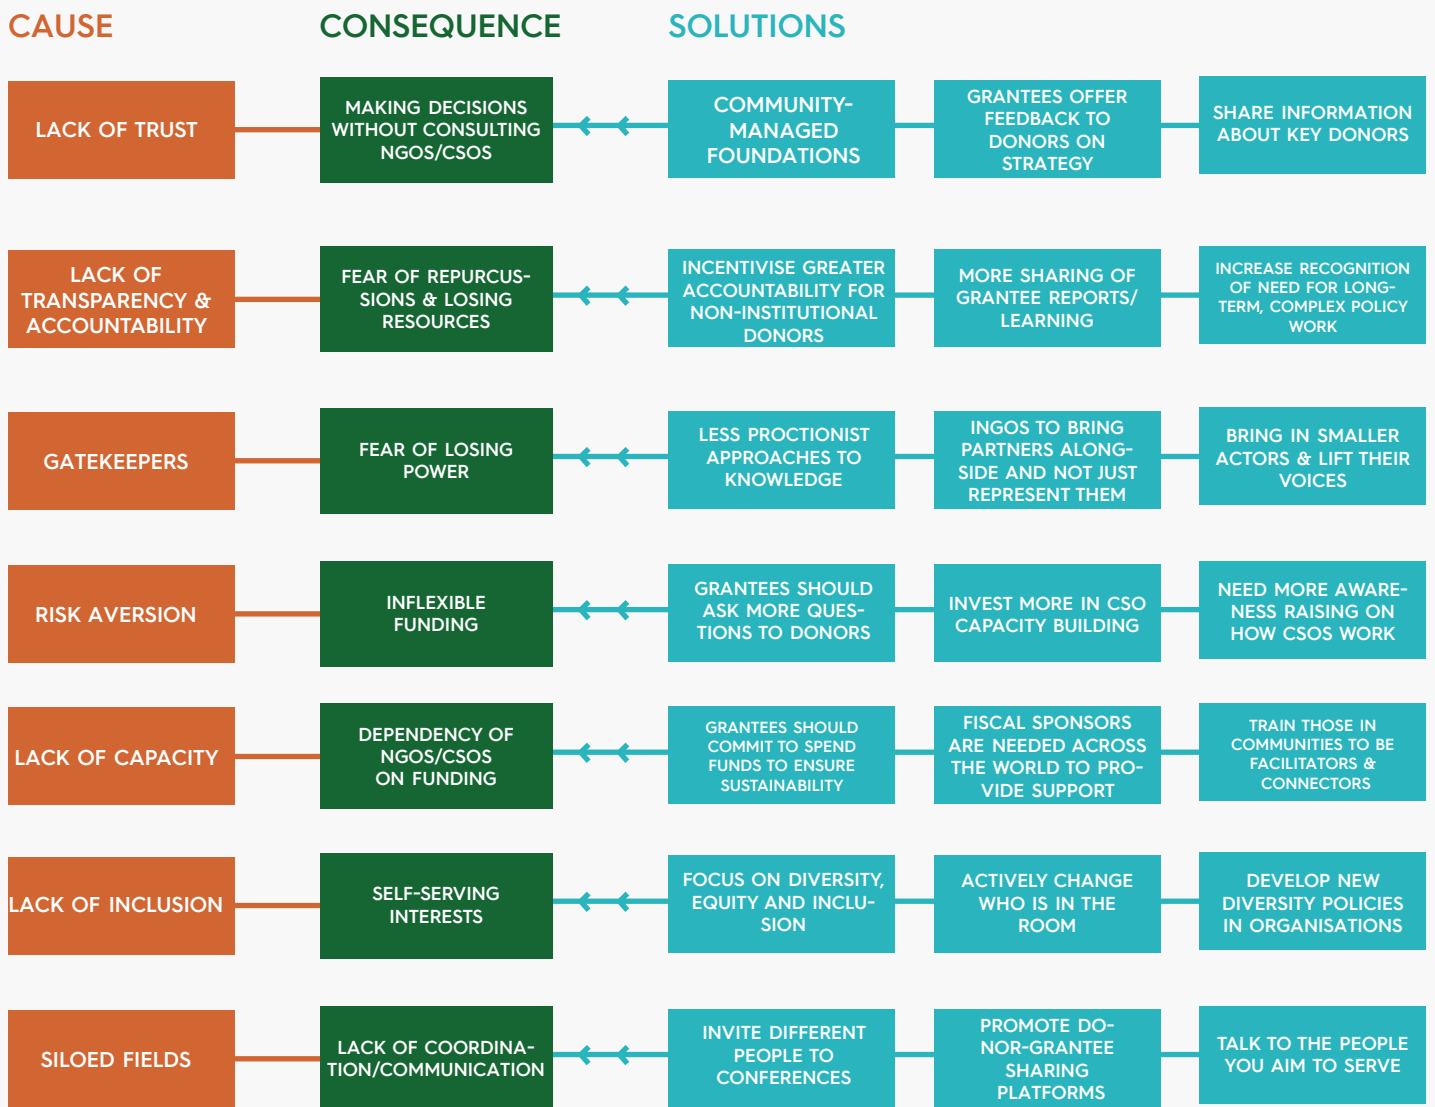 CAUSE
CONSEQUENCE
SOLUTIONS
LACK OF TRUST
MAKING DECISIONS
WITHOUT CONSULTING
NGOS/CSOS
COMMUNITY-
MANAGED
FOUNDATIONS
GRANTEES OFFER
FEEDBACK TO
DONORS ON
STRATEGY
SHARE INFORMATION
ABOUT KEY DONORS
LACK OF
TRANSPARENCY &
ACCOUNTABILITY
FEAR OF REPURCUS-
SIONS & LOSING
RESOURCES
INCENTIVISE GREATER
ACCOUNTABILITY FOR
NON-INSTITUTIONAL
DONORS
MORE SHARING OF
GRANTEE REPORTS/
LEARNING
INCREASE RECOGNITION
OF NEED FOR LONG-
TERM, COMPLEX POLICY
WORK
GATEKEEPERS
FEAR OF LOSING
POWER
LESS PROCTIONIST
APPROACHES TO
KNOWLEDGE
INGOS TO BRING
PARTNERS ALONG-
SIDE AND NOT JUST
REPRESENT THEM
BRING IN SMALLER
ACTORS & LIFT THEIR
VOICES
RISK AVERSION
INFLEXIBLE
FUNDING
GRANTEES SHOULD
ASK MORE QUES-
TIONS TO DONORS
INVEST MORE IN CSO
CAPACITY BUILDING
NEED MORE AWARE-
NESS RAISING ON
HOW CSOS WORK
LACK OF CAPACITY
DEPENDENCY OF
NGOS/CSOS
ON FUNDING
GRANTEES SHOULD
COMMIT TO SPEND
FUNDS TO ENSURE
SUSTAINABILITY
FISCAL SPONSORS
ARE NEEDED ACROSS
THE WORLD TO PRO-
VIDE SUPPORT
TRAIN THOSE IN
COMMUNITIES TO BE
FACILITATORS &
CONNECTORS
LACK OF INCLUSION
SELF-SERVING
INTERESTS
FOCUS ON DIVERSITY,
EQUITY AND INCLU-
SION
ACTIVELY CHANGE
WHO IS IN THE
ROOM
DEVELOP NEW
DIVERSITY POLICIES
IN ORGANISATIONS
SILOED FIELDS
LACK OF COORDINA-
TION/COMMUNICATION
INVITE DIFFERENT
PEOPLE TO
CONFERENCES
PROMOTE DO-
NOR-GRANTEE
SHARING
PLATFORMS
TALK TO THE PEOPLE
YOU AIM TO SERVE